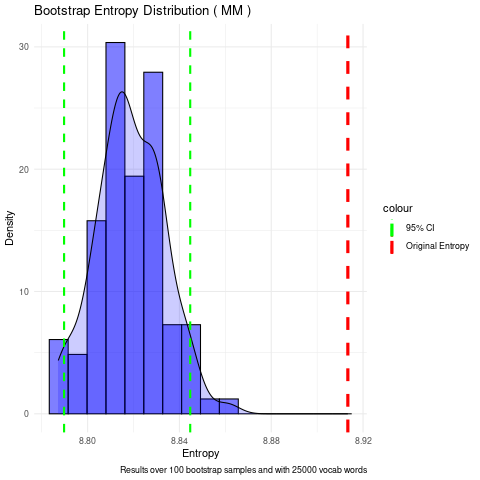 Bootstrap Entropy Distribution ( MM )
30
20
10
0
Density
8.80
8.84
8.88
8.92
Entropy
colour
95% CI
Original Entropy
Results over 100 bootstrap samples and with 25000 vocab words